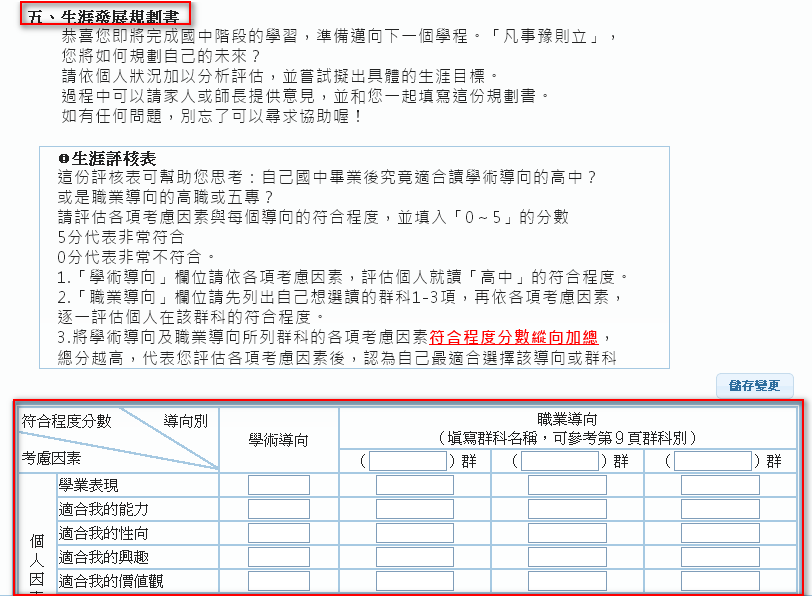 五、生涯發展規劃書
恭喜您即將完成國中階段的學習，準備邁向下一個學程。「凡事豫則立」，
您將如何規劃自己的未來？
請依個人狀況加以分析評估，並嘗試擬出具體的生涯目標。
過程中可以請家人或師長提供意見，並和您一起填寫這份規劃書。
如有任何問題，別忘了可以尋求協助喔！
❶生涯評核表
這份評核表可幫助您思考：自己國中畢業後究竟適合讀學術導向的高中？
或是職業導向的高職或五專？
請評估各項考慮因素與每個導向的符合程度，並填入「0～5」的分數
5分代表非常符合
0分代表非常不符合。
1.「學術導向」欄位請依各項考慮因素，評估個人就讀「高中」的符合程度。
2.「職業導向」欄位請先列出自己想選讀的群科1-3項，再依各項考慮因素，
逐一評估個人在該群科的符合程度。
3.將學術導向及職業導向所列群科的各項考慮因素符合程度分數縱向加總，
總分越高，代表您評估各項考慮因素後，認為自己最適合選擇該導向或群科
儲存變更
符合程度分數 導向別
考慮因素
學術導向
職業導向
（填寫群科名稱，可參考第９頁群科別）
（ ）群 （ ）群 （ ）群
個人因
學業表現
適合我的能力
適合我的性向
適合我的興趣
適合我的價值觀